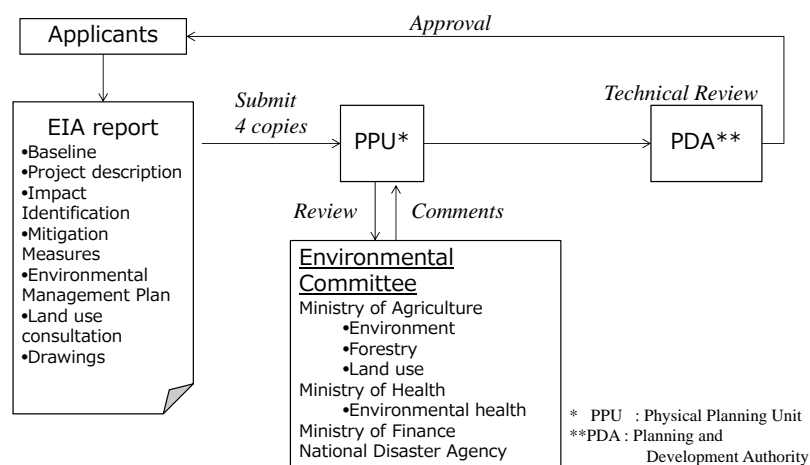 Applicants
Approval
EIA report
•Baseline
•Project description
•Impact
Identification
•Mitigation
Measures
•Environmental
Management Plan
•Land use
consultation
•Drawings
Submit
4 copies
PPU*
Technical Review
PDA**
Review
Comments
Environmental
Committee
Ministry of Agriculture
•Environment
•Forestry
•Land use
Ministry of Health
•Environmental health
Ministry of Finance
National Disaster Agency
* PPU : Physical Planning Unit
**PDA : Planning and
Development Authority